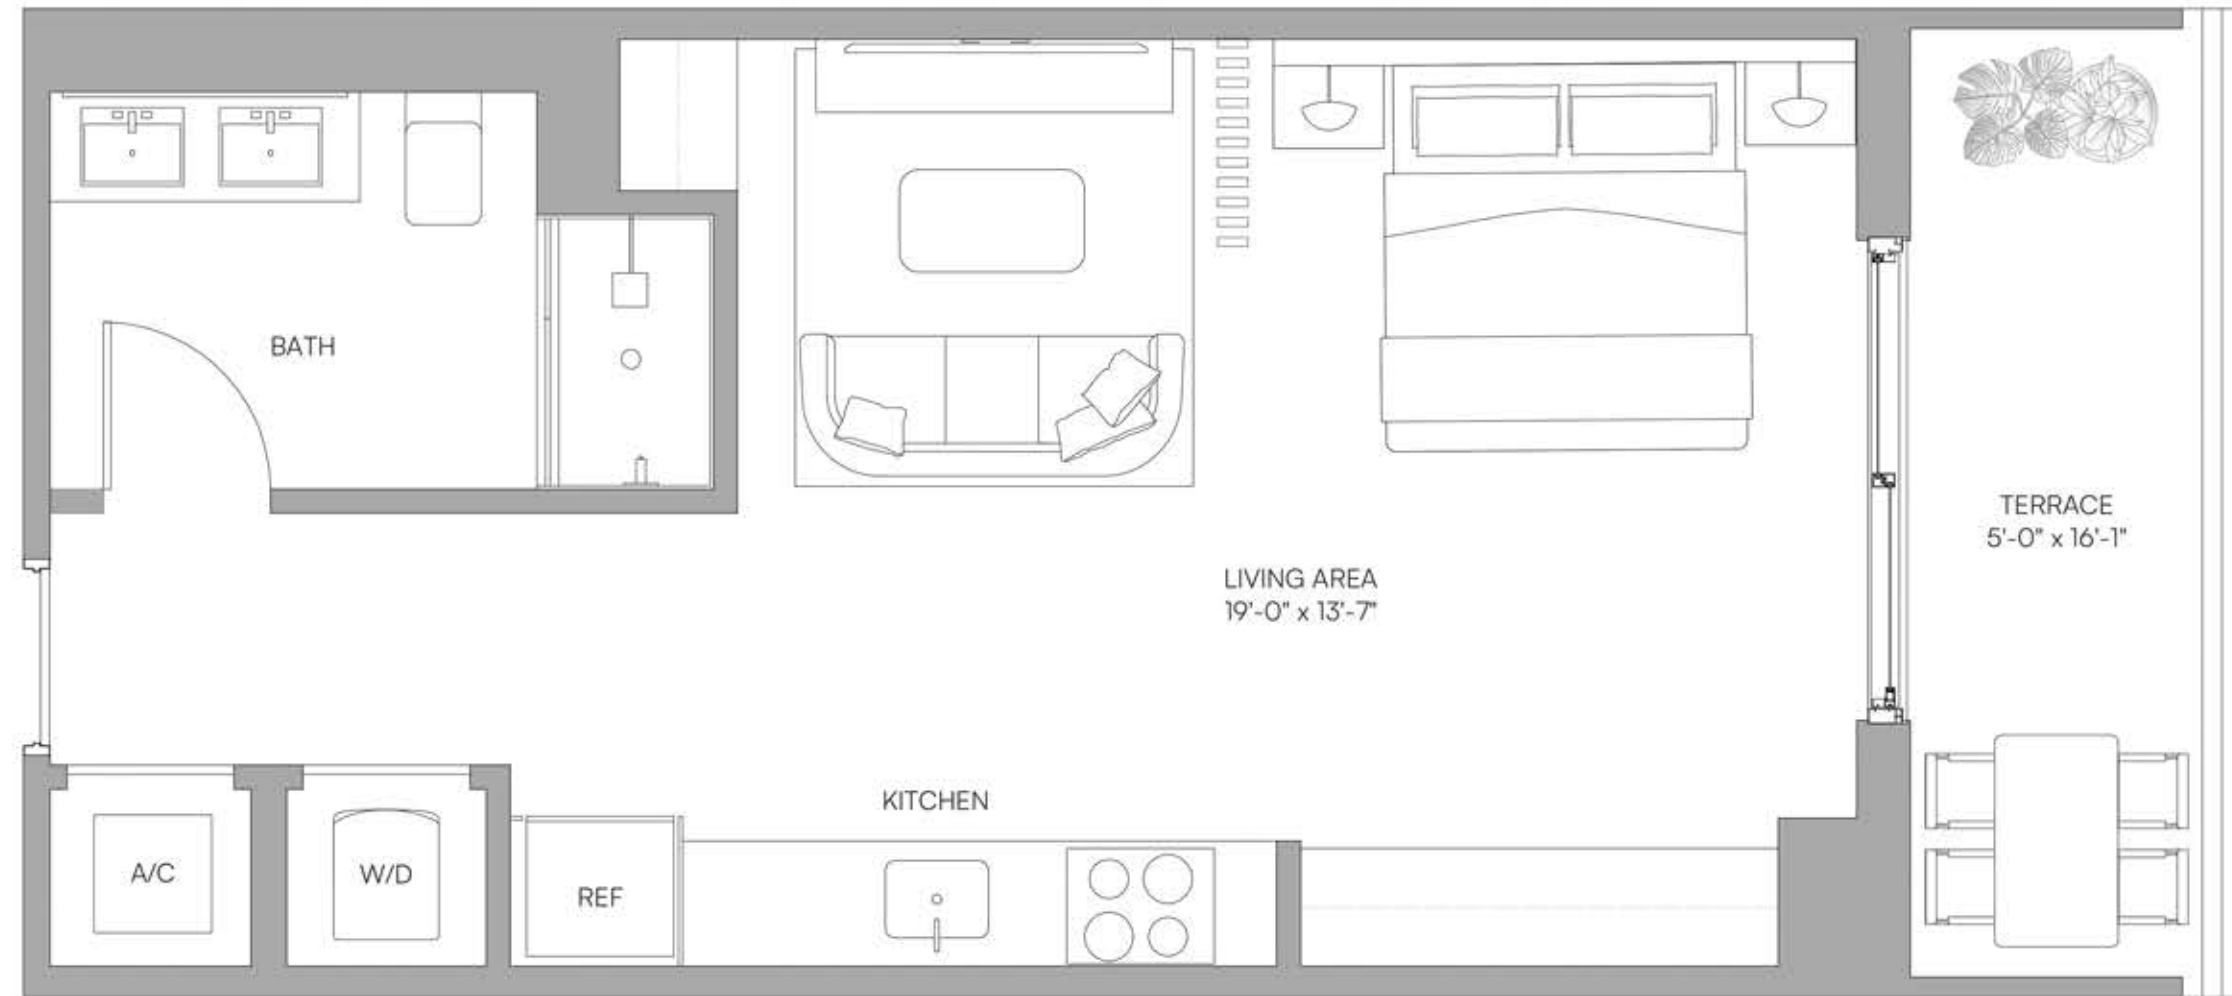 BATH
TERRACE
5'-0" x 16'-1"
LIVING AREA
19'-0" x 13'-7"
KITCHEN
A/C
W/D
REF